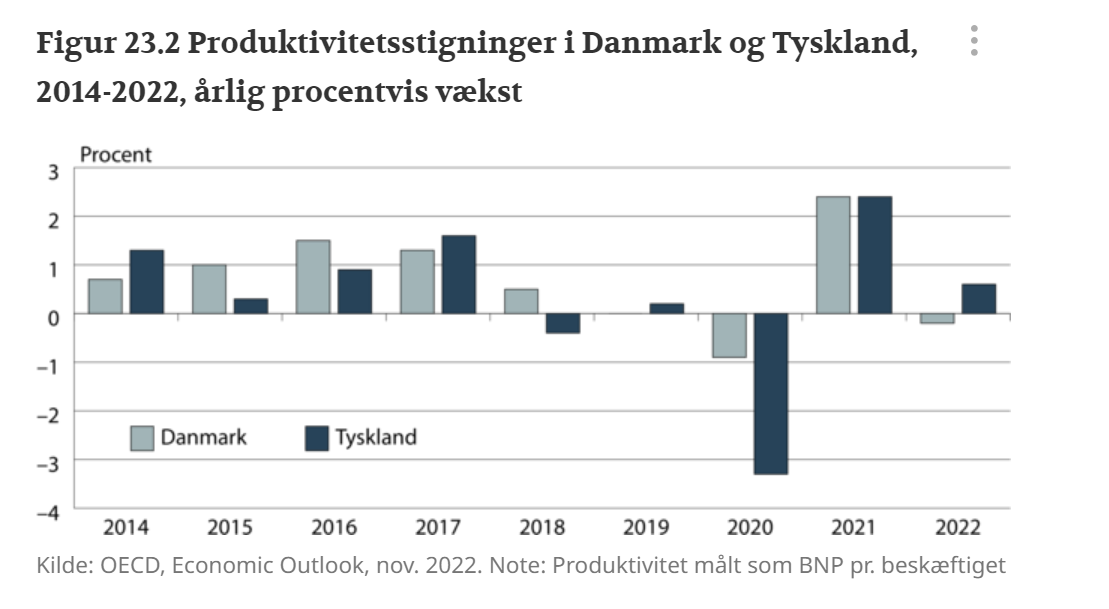 Figur 23.2 Produktivitetsstigninger i Danmark og Tyskland,
2014-2022, årlig procentvis vækst
Procent
3
2
1
0
−1
−2
−3
−4
Danmark
Tyskland
2014 2015 2016 2017 2018 2019 2020 2021 2022
Kilde: OECD, Economic Outlook, nov. 2022. Note: Produktivitet målt som BNP pr. beskæftiget